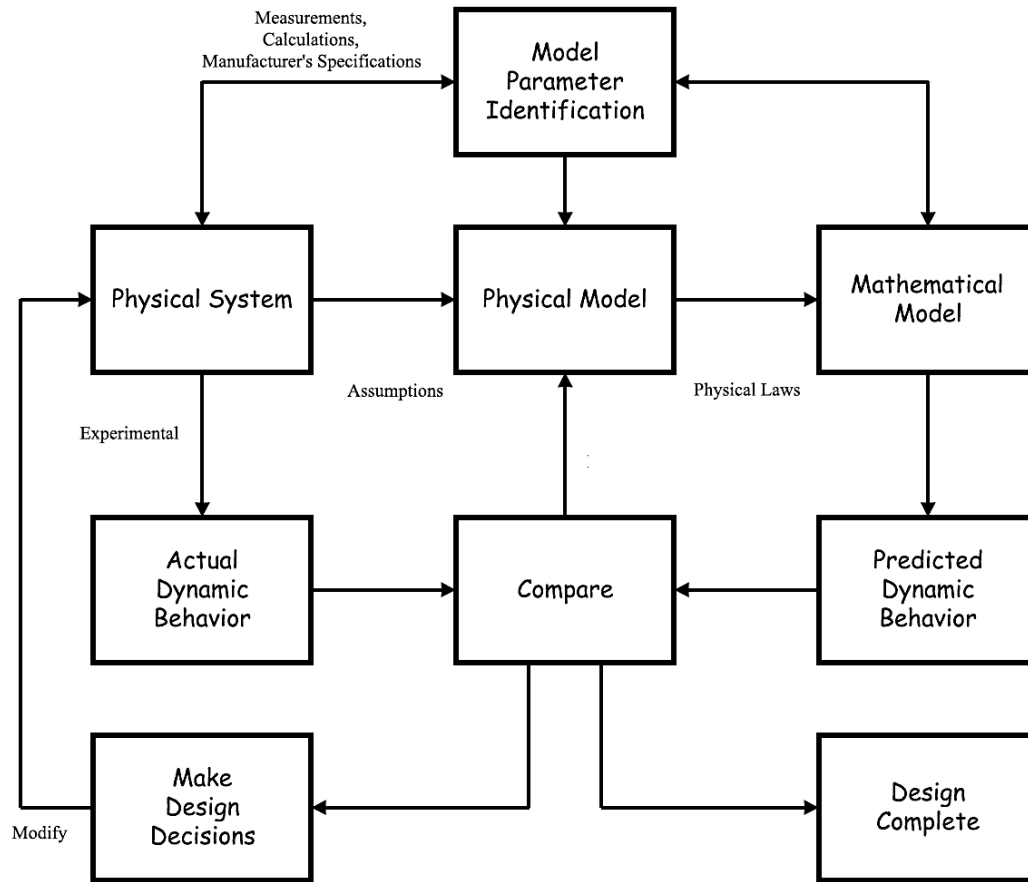 Measurements,
Calculations,
Manufacturer's Specifications
Model
Parameter
Identification
Physical System
Physical Model
Mathematical
Model
Assumptions
Physical Laws
Experimental
Actual
Dynamic
Behavior
Compare
Predicted
Dynamic
Behavior
Make
Design
Decisions
Design
Complete
Modify